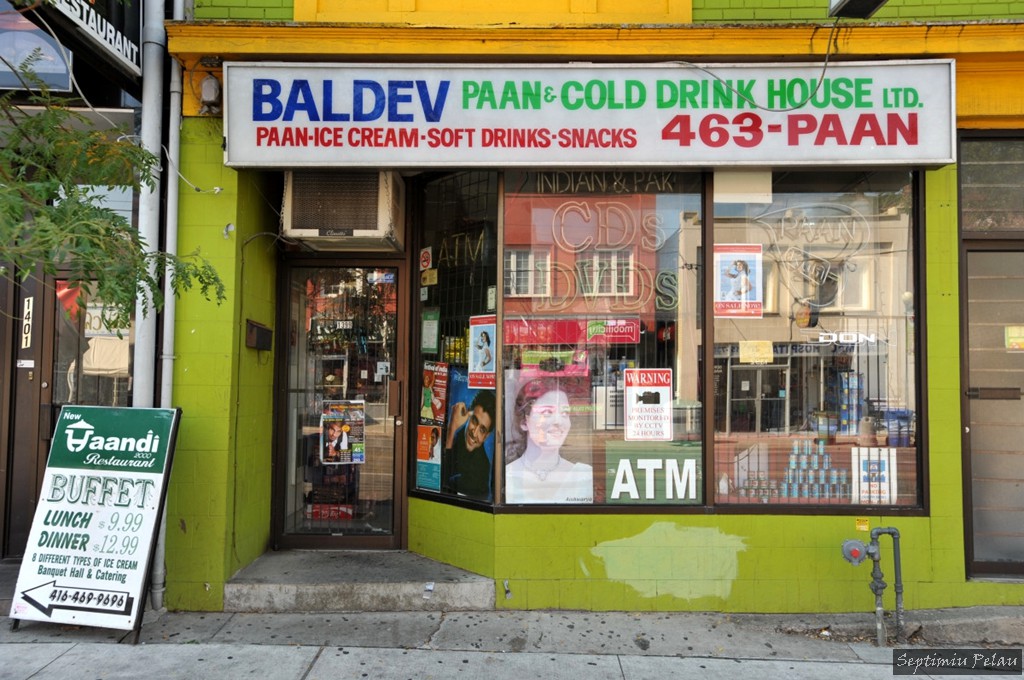 RESTAURANT
BALDEV PAAN & COLD DRINK HOUSE LTD.
PAAN-ICE CREAM-SOFT DRINKS-SNACKS 463-PAAN
1401
New
Haandi
2000
Restaurant
BUFFET
LUNCH $9.99
DINNER $12.99
8 DIFFERENT TYPES OF ICE CREAM
Banquet Hall & Catering
416-469-9696
ATM
INDIAN & PAK
CDs
DVDs
PAAN
mobilicity
WARNING
PREMISES
MONITORED
BY CCTV
24 HOURS
ATM
Septimiu Pelau